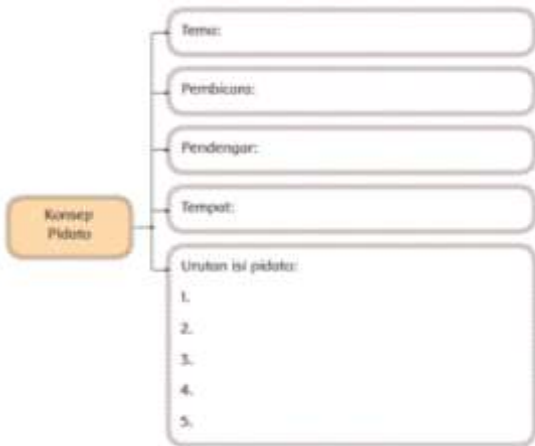 Tema:
Pembicara:
Pendengar:
Tempat:
Konsep
Pidato
Urutan isi pidato:
1.
2.
3.
4.
5.